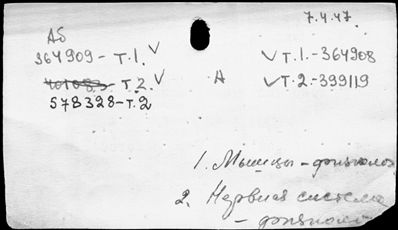 7.4.47.
АБ
364909-т.1. √
√ т.1.-364908
т.2. √
А
√ т.2.-399119
578328-т.2
1. Мышцы - физиолог
2. Нервная система
- физиолог